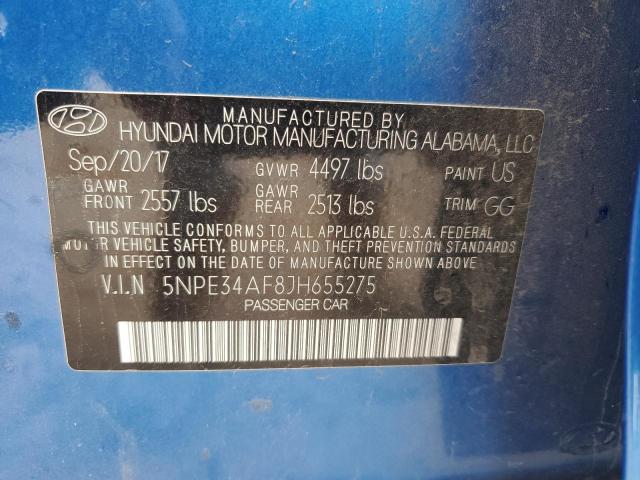 MANUFACTURED BY
HYUNDAI MOTOR MANUFACTURING ALABAMA, LLC
Sep/20/17 GVWR 4497 lbs PAINT US
GAWR FRONT 2557 lbs GAWR REAR 2513 lbs TRIM GG
THIS VEHICLE CONFORMS TO ALL APPLICABLE U.S.A. FEDERAL
MOTOR VEHICLE SAFETY, BUMPER, AND THEFT PREVENTION STANDARDS
IN EFFECT ON THE DATE OF MANUFACTURE SHOWN ABOVE.
V.I.N 5NPE34AF8JH655275
PASSENGER CAR